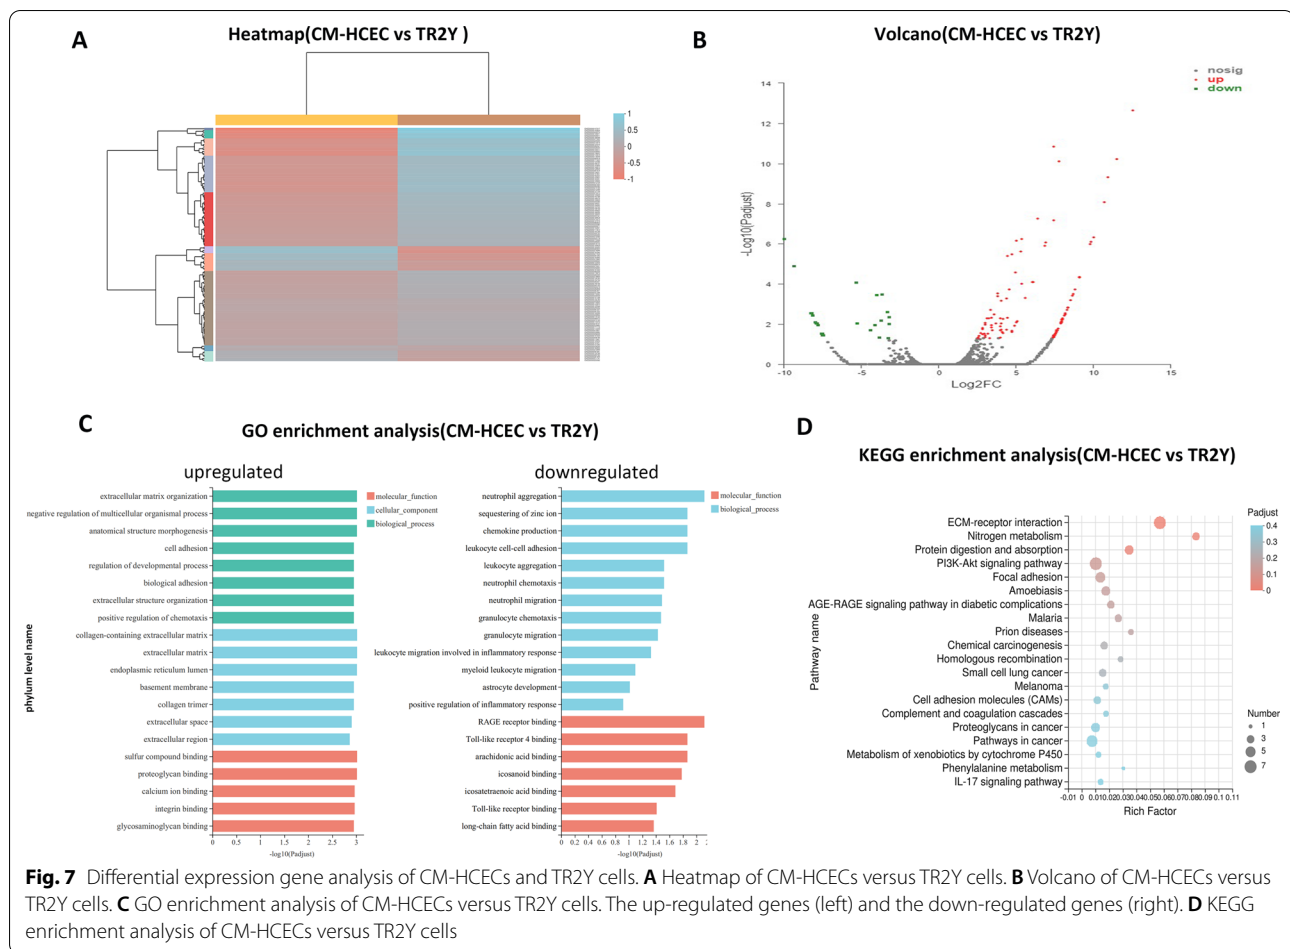 A
Heatmap(CM-HCEC vs TR2Y )
1
0.5
0
-0.5
-1
B
Volcano(CM-HCEC vs TR2Y)
nosig
up
down
-Log10(Padjust)
14
12
10
8
6
4
2
0
-10
-5
0
5
10
15
Log2FC
C
GO enrichment analysis(CM-HCEC vs TR2Y)
upregulated
phylum level name
extracellular matrix organization
negative regulation of multicellular organismal process
anatomical structure morphogenesis
cell adhesion
regulation of developmental process
biological adhesion
extracellular structure organization
positive regulation of chemotaxis
collagen-containing extracellular matrix
extracellular matrix
endoplasmic reticulum lumen
basement membrane
collagen trimer
extracellular space
extracellular region
sulfur compound binding
proteoglycan binding
calcium ion binding
integrin binding
glycosaminoglycan binding
molecular_function
cellular_component
biological_process
0 0.5 1 1.5 2 2.5 3
-log10(Padjust)
downregulated
neutrophil aggregation
sequestering of zinc ion
chemokine production
leukocyte cell-cell adhesion
leukocyte aggregation
neutrophil chemotaxis
neutrophil migration
granulocyte chemotaxis
granulocyte migration
leukocyte migration involved in inflammatory response
myeloid leukocyte migration
astrocyte development
positive regulation of inflammatory response
RAGE receptor binding
Toll-like receptor 4 binding
arachidonic acid binding
icosanoid binding
icosatetraenoic acid binding
Toll-like receptor binding
long-chain fatty acid binding
molecular_function
biological_process
0 0.2 0.4 0.6 0.8 1 1.2 1.4 1.6 1.8 2
-log10(Padjust)
D
KEGG enrichment analysis(CM-HCEC vs TR2Y)
Pathway name
ECM-receptor interaction
Nitrogen metabolism
Protein digestion and absorption
PI3K-Akt signaling pathway
Focal adhesion
Amoebiasis
AGE-RAGE signaling pathway in diabetic complications
Malaria
Prion diseases
Chemical carcinogenesis
Homologous recombination
Small cell lung cancer
Melanoma
Cell adhesion molecules (CAMs)
Complement and coagulation cascades
Proteoglycans in cancer
Pathways in cancer
Metabolism of xenobiotics by cytochrome P450
Phenylalanine metabolism
IL-17 signaling pathway
-0.01 0 0.01 0.02 0.03 0.04 0.05 0.06 0.07 0.08 0.09 0.1 0.11
Rich Factor
Padjust
0.4
0.3
0.2
0.1
0
Number
1
3
5
7
Fig. 7 Differential expression gene analysis of CM-HCECs and TR2Y cells. A Heatmap of CM-HCECs versus TR2Y cells. B Volcano of CM-HCECs versus
TR2Y cells. C GO enrichment analysis of CM-HCECs versus TR2Y cells. The up-regulated genes (left) and the down-regulated genes (right). D KEGG
enrichment analysis of CM-HCECs versus TR2Y cells